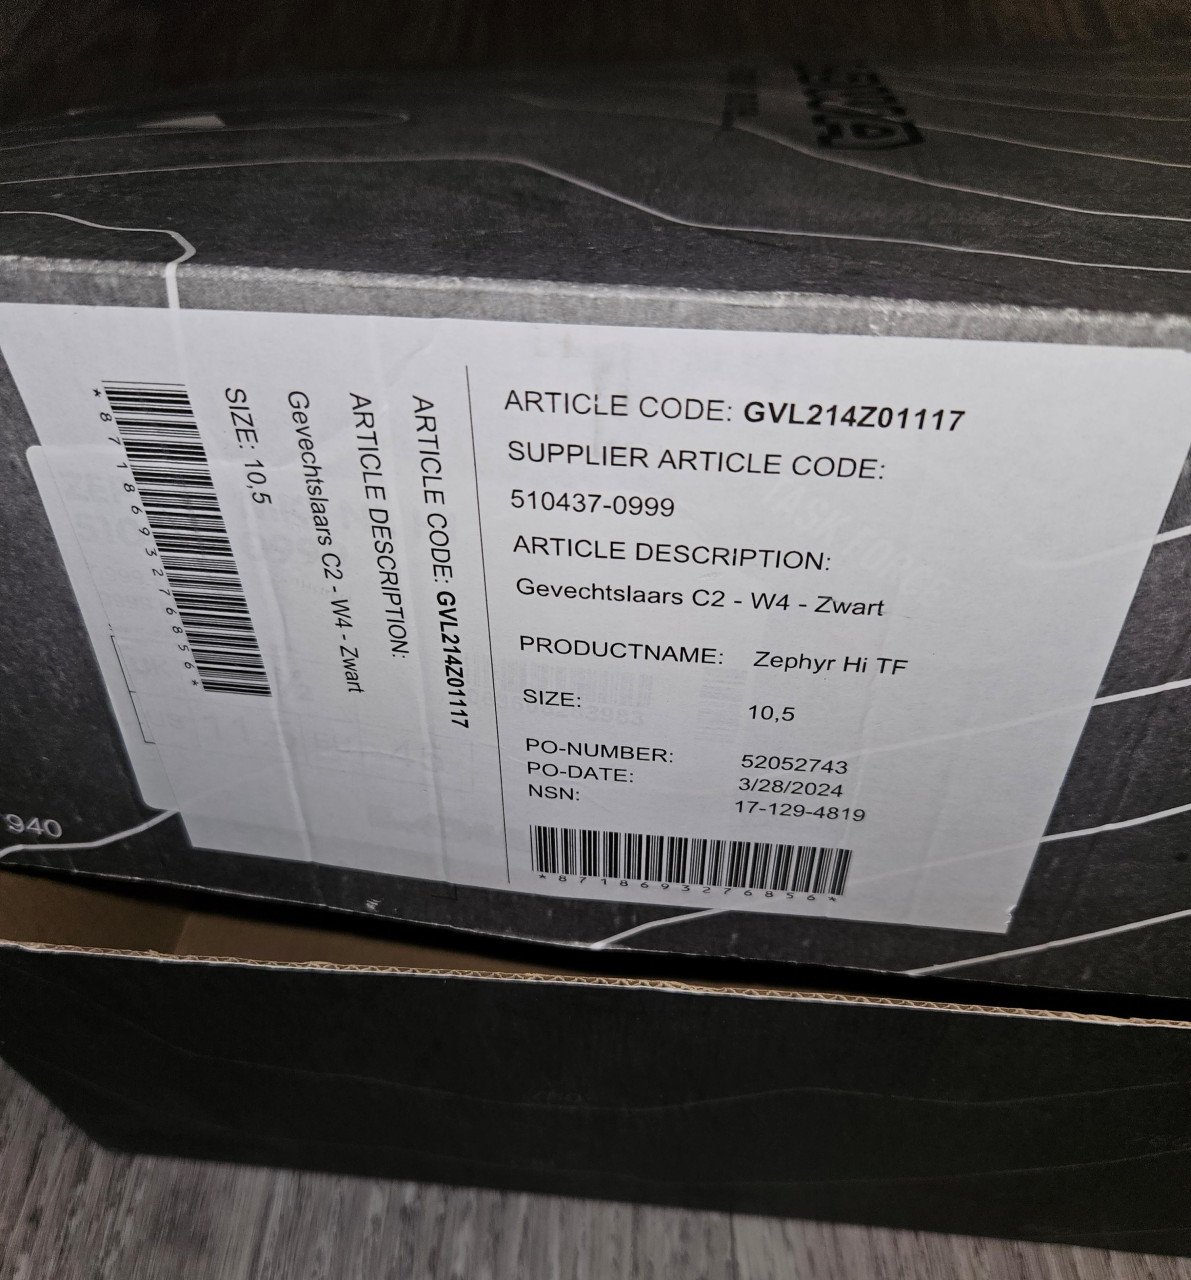 ARTICLE CODE: GVL214Z01117
SUPPLIER ARTICLE CODE:
510437-0999
ARTICLE DESCRIPTION:
Gevechtslaars C2 - W4 - Zwart
PRODUCTNAME: Zephyr Hi TF
SIZE: 10,5
PO-NUMBER: 52052743
PO-DATE: 3/28/2024
NSN: 17-129-4819
*8718693276856*
ARTICLE CODE: GVL214Z01117
ARTICLE DESCRIPTION:
Gevechtslaars C2 - W4 - Zwart
SIZE: 10,5
*8718693276856*
940